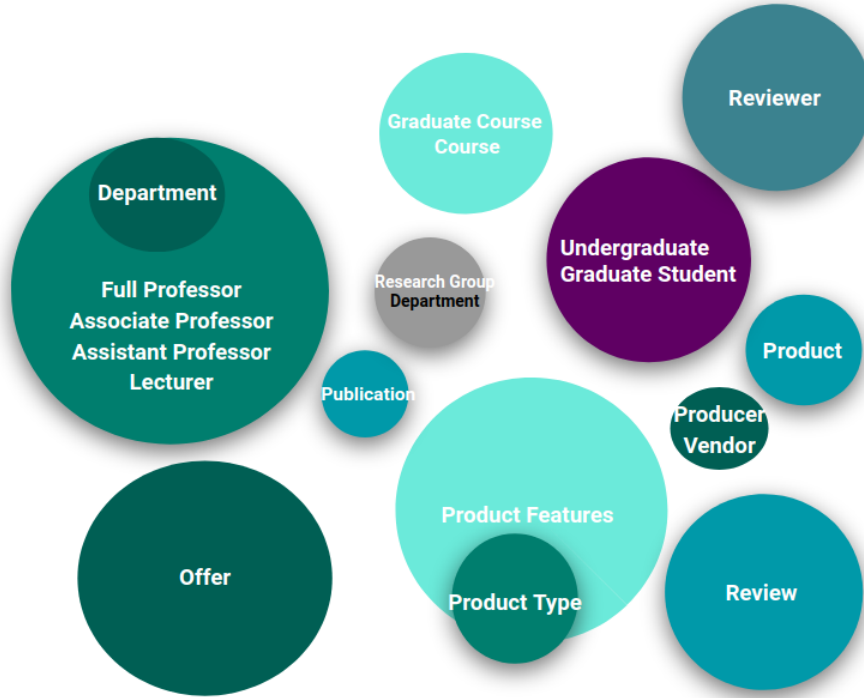 Reviewer
Graduate Course
Course
Department
Undergraduate
Graduate Student
Research Group
Department
Full Professor
Associate Professor
Assistant Professor
Lecturer
Product
Publication
Producer
Vendor
Product Features
Offer
Product Type
Review